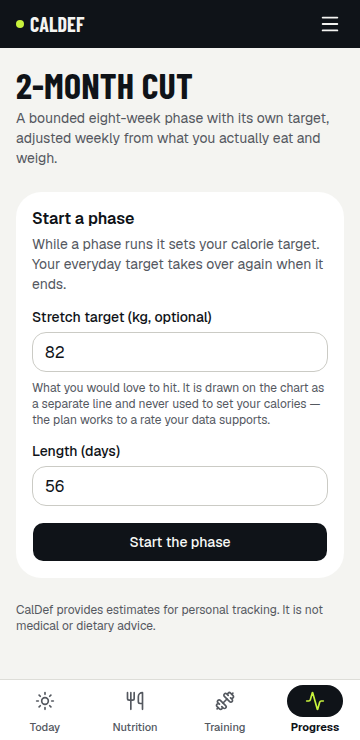 CALDEF
2-MONTH CUT
A bounded eight-week phase with its own target,
adjusted weekly from what you actually eat and
weigh.
Start a phase
While a phase runs it sets your calorie target.
Your everyday target takes over again when it
ends.
Stretch target (kg, optional)
82
What you would love to hit. It is drawn on the chart as
a separate line and never used to set your calories —
the plan works to a rate your data supports.
Length (days)
56
Start the phase
CalDef provides estimates for personal tracking. It is not
medical or dietary advice.
Today
Nutrition
Training
Progress